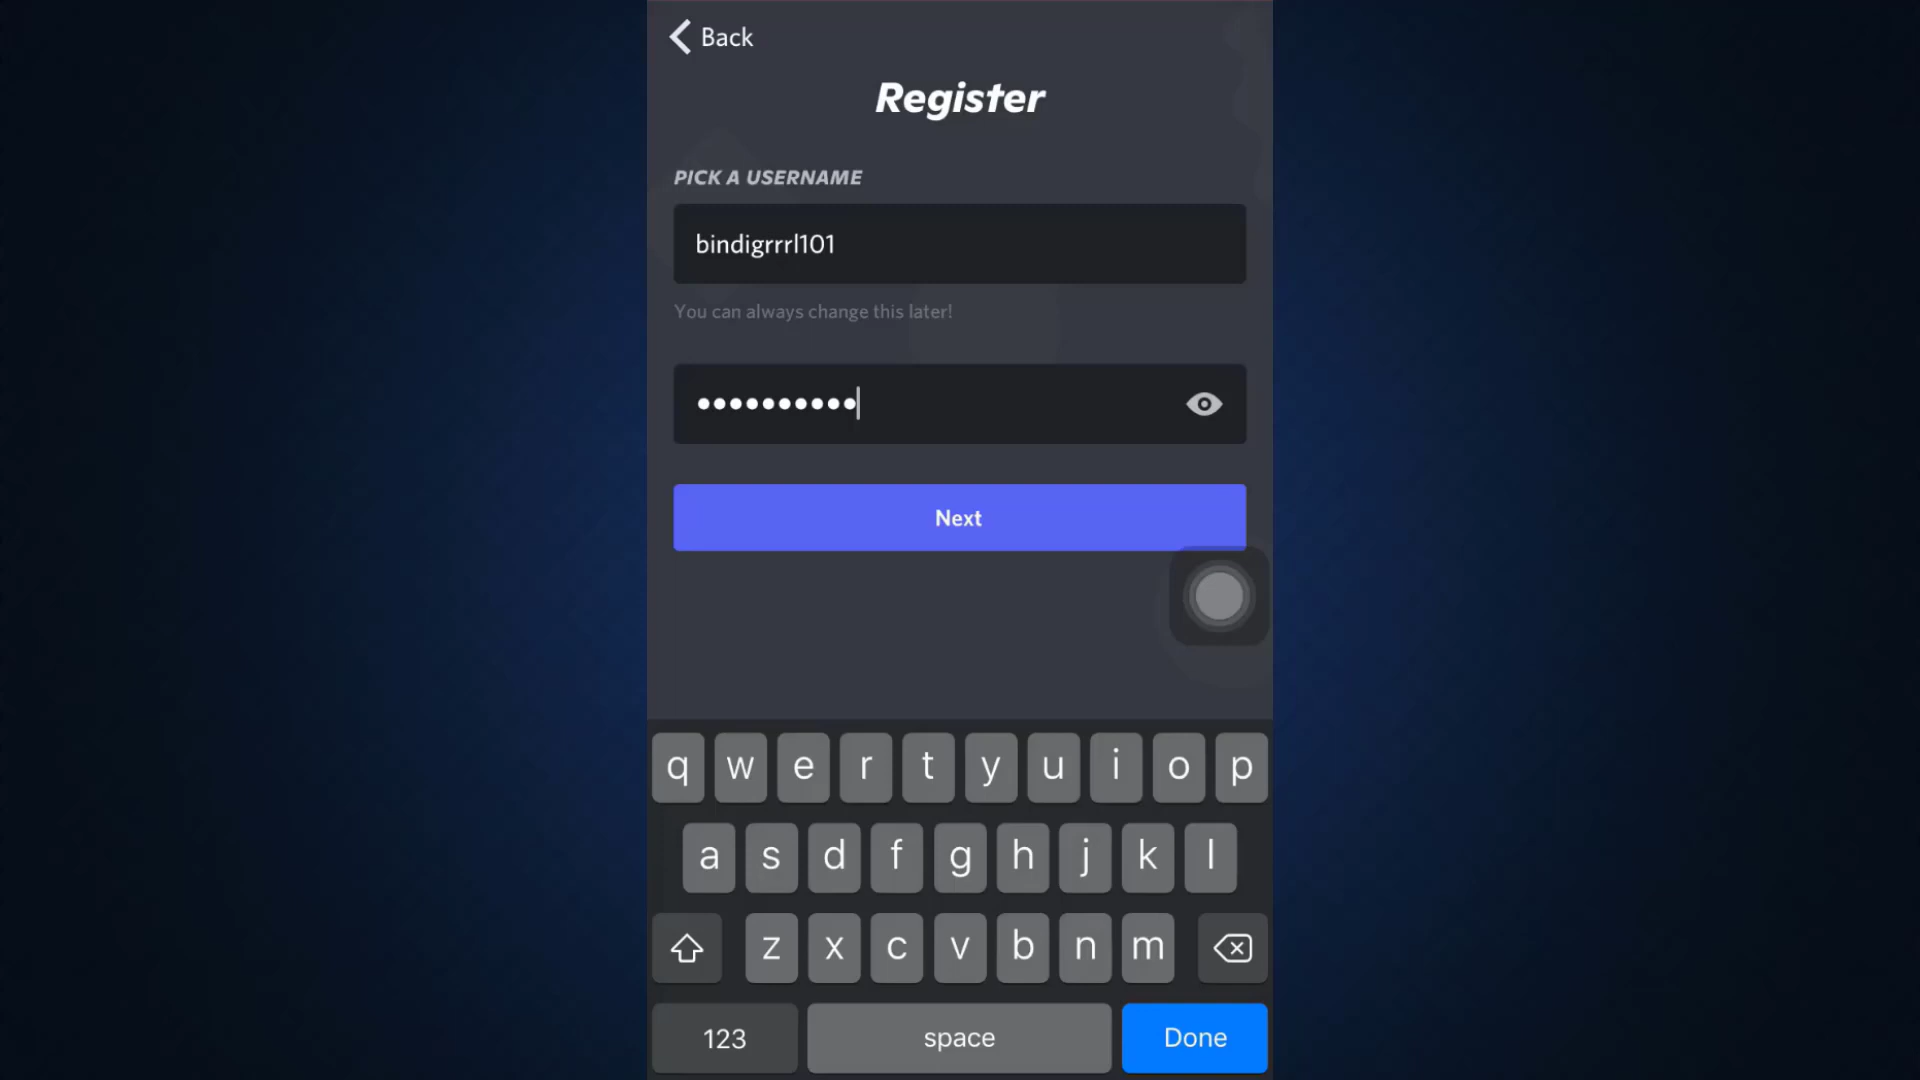 Back
Register
PICK A USERNAME
bindigrrrl101
You can always change this later!
••••••••••
Next
q w e r t y u i o p
a s d f g h j k l
z x c v b n m
123 space Done